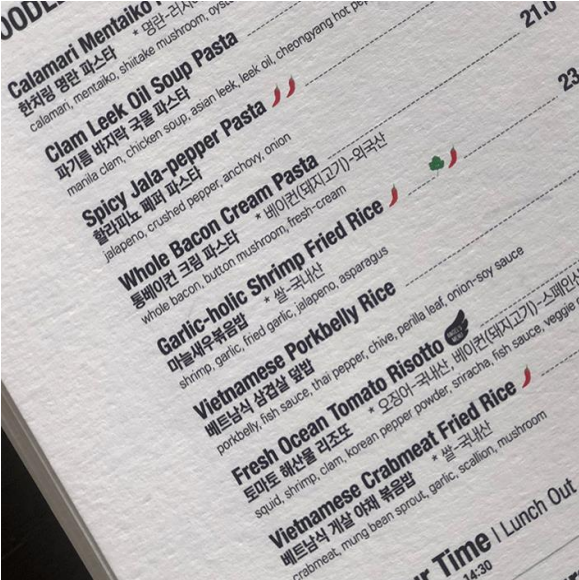 Calamari Mentaiko
한치링 명란 파스타 * 명란-러시
calamari, mentaiko, shiitake mushroom,
Clam Leek Oil Soup Pasta
파기름 바지락 국물 파스타
manila clam, chicken soup, asian leek, leek oil, cheongyang hot 21.0
Spicy Jala-pepper Pasta
할라피뇨 페퍼 파스타
jalapeno, crushed pepper, anchovy, onion 23
Whole Bacon Cream Pasta
통베이컨 크림 파스타 * 베이컨(돼지고기)-외국산
whole bacon, button mushroom, fresh-cream
Garlic-holic Shrimp Fried Rice
마늘새우볶음밥 * 쌀-국내산
shrimp, garlic, fried garlic, jalapeno, asparagus
Vietnamese Porkbelly Rice
베트남식 삼겹살 덮밥
porkbelly, fish sauce, thai pepper, chive, perilla leaf, onion-soy sauce
Fresh Ocean Tomato Risotto
토마토 해산물 리조또 * 오징어-국내산, 베이컨(돼지고기)-스페인산
squid, shrimp, clam, korean pepper powder, sriracha, fish sauce, veggie
Vietnamese Crabmeat Fried Rice
베트남식 게살 야채 볶음밥 * 쌀-국내산
crabmeat, mung bean sprout, garlic, scallion, mushroom
Time | Lunch Out
14:30